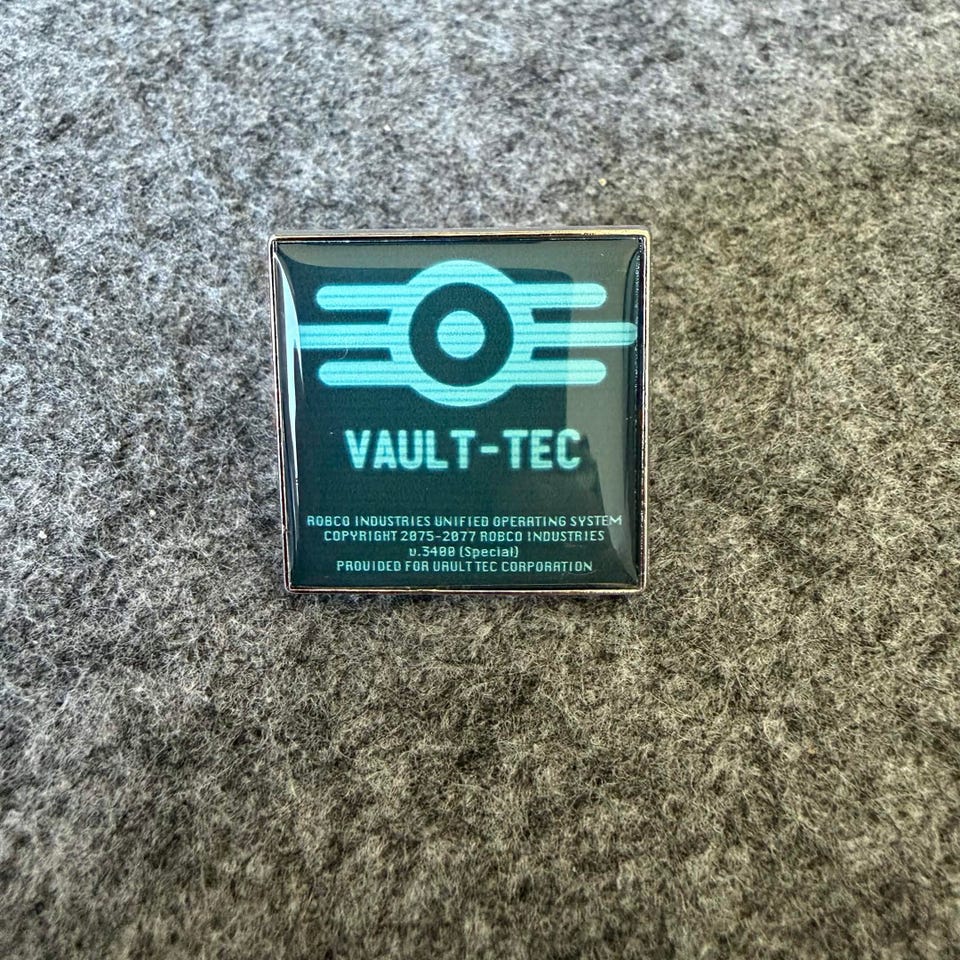 VAULT-TEC
ROBCO INDUSTRIES UNIFIED OPERATING SYSTEM
COPYRIGHT 2075-2077 ROBCO INDUSTRIES
v.3400 (Special)
PROVIDED FOR VAULT TEC CORPORATION